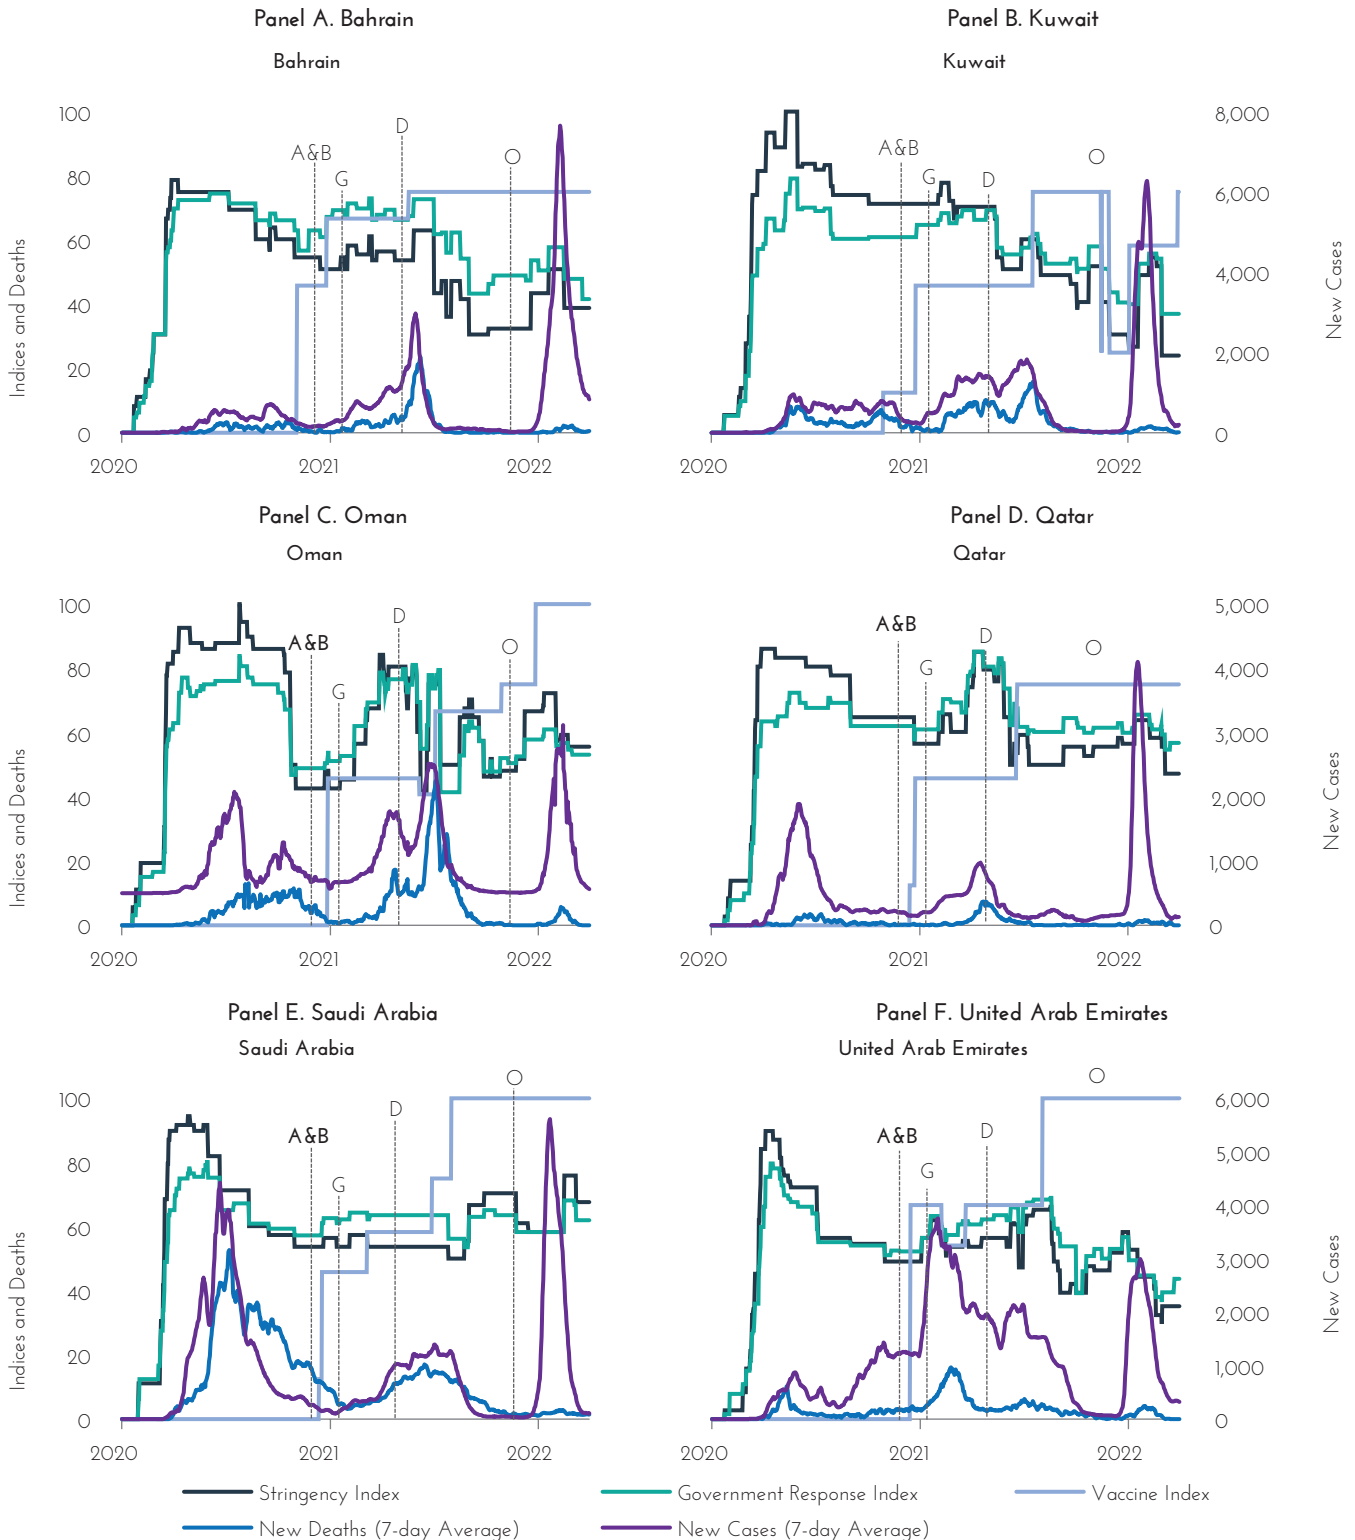 Panel A. Bahrain
Panel B. Kuwait
Bahrain
Kuwait
100
80
60
40
20
0
Indices and Deaths
A&B
G
D
O
2020
2021
2022
A&B
G
D
O
8,000
6,000
4,000
2,000
0
New Cases
2020
2021
2022
Panel C. Oman
Panel D. Qatar
Oman
Qatar
100
80
60
40
20
0
Indices and Deaths
A&B
G
D
O
2020
2021
2022
A&B
G
D
O
5,000
4,000
3,000
2,000
1,000
0
New Cases
2020
2021
2022
Panel E. Saudi Arabia
Panel F. United Arab Emirates
Saudi Arabia
United Arab Emirates
100
80
60
40
20
0
Indices and Deaths
A&B
G
D
O
2020
2021
2022
A&B
G
D
O
6,000
5,000
4,000
3,000
2,000
1,000
0
New Cases
2020
2021
2022
Stringency Index
Government Response Index
Vaccine Index
New Deaths (7-day Average)
New Cases (7-day Average)